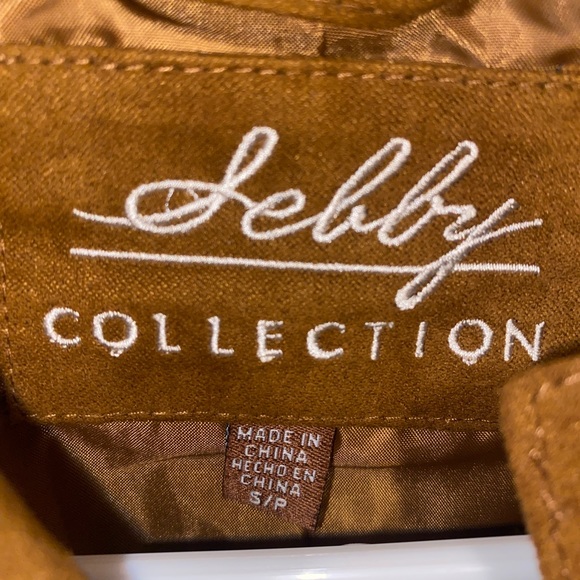 Sebby
COLLECTION
MADE IN
CHINA
HECHO EN
CHINA
S/P